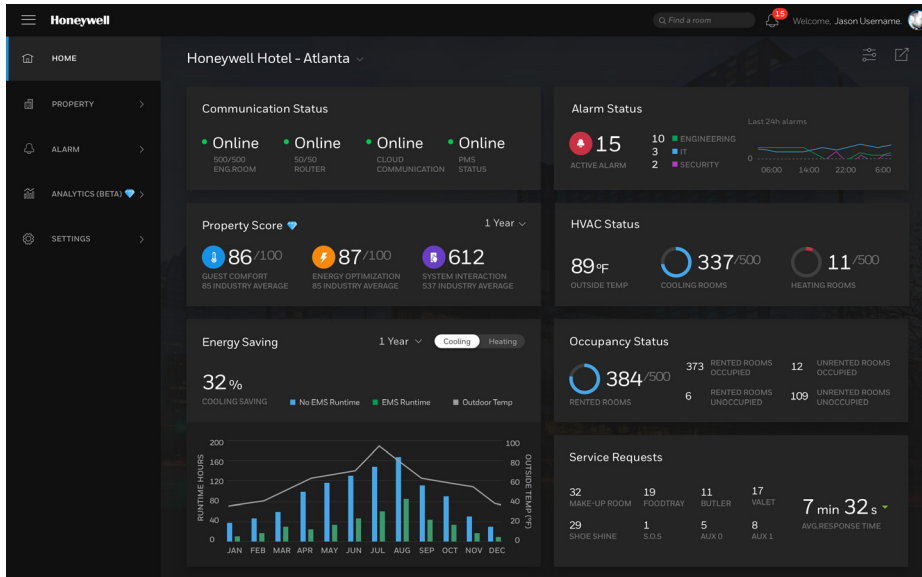 Honeywell
Find a room
15
Welcome, Jason Username.
HOME
PROPERTY
ALARM
ANALYTICS (BETA)
SETTINGS
Honeywell Hotel - Atlanta
Communication Status
Online
500/500
ENG.ROOM
Online
50/50
ROUTER
Online
CLOUD
COMMUNICATION
Online
PMS
STATUS
Alarm Status
15
ACTIVE ALARM
10 ENGINEERING
3 IT
2 SECURITY
Last 24h alarms
0
06:00 14:00 22:00 6:00
Property Score
1 Year
86/100
GUEST COMFORT
85 INDUSTRY AVERAGE
87/100
ENERGY OPTIMIZATION
85 INDUSTRY AVERAGE
612
SYSTEM INTERACTION
537 INDUSTRY AVERAGE
HVAC Status
89°F
OUTSIDE TEMP
337/500
COOLING ROOMS
11/500
HEATING ROOMS
Energy Saving
1 Year
Cooling Heating
32 %
COOLING SAVING
No EMS Runtime EMS Runtime Outdoor Temp
RUNTIME HOURS
200
160
120
80
40
0
100
80
60
40
20
0
OUTSIDE TEMP (°F)
JAN FEB MAR APR MAY JUN JUL AUG SEP OCT NOV DEC
Occupancy Status
384/500
RENTED ROOMS
373 RENTED ROOMS
OCCUPIED
12 UNRENTED ROOMS
OCCUPIED
6 RENTED ROOMS
UNOCCUPIED
109 UNRENTED ROOMS
UNOCCUPIED
Service Requests
32
MAKE-UP ROOM
19
FOODTRAY
11
BUTLER
17
VALET
29
SHOE SHINE
1
S.O.S
5
AUX 0
8
AUX 1
7 min 32 s
AVG.RESPONSE TIME